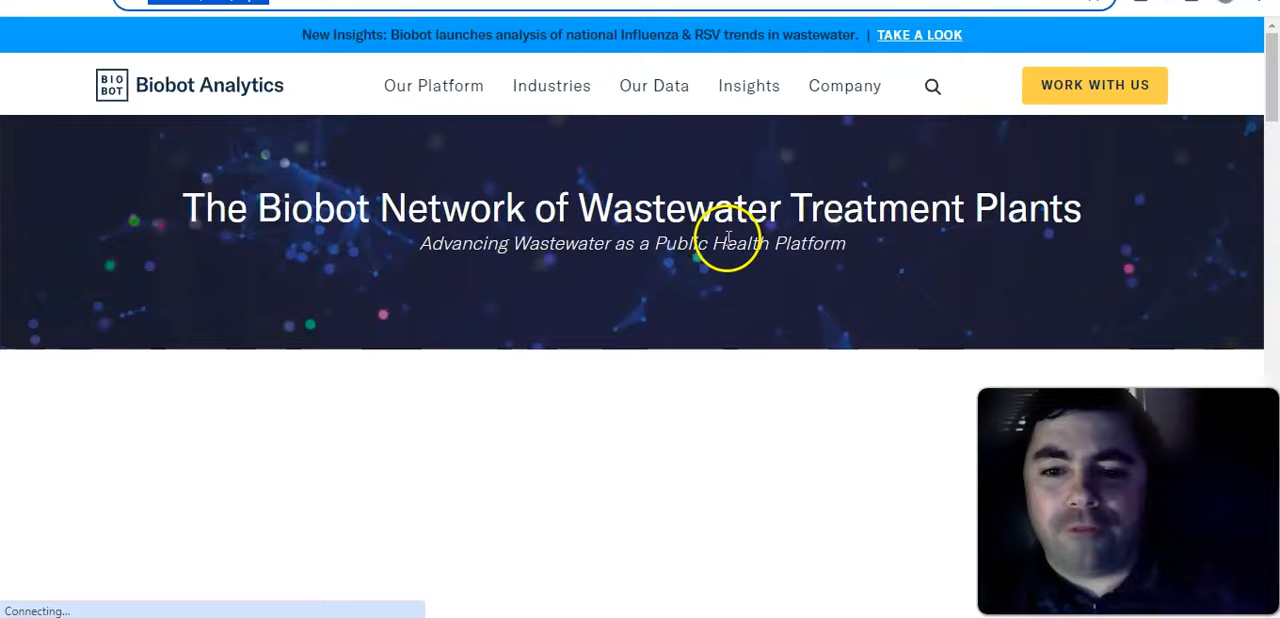 New Insights: Biobot launches analysis of national Influenza & RSV trends in wastewater. | TAKE A LOOK
BIO
BOT
Biobot Analytics
Our Platform
Industries
Our Data
Insights
Company
WORK WITH US
The Biobot Network of Wastewater Treatment Plants
Advancing Wastewater as a Public Health Platform
Connecting...